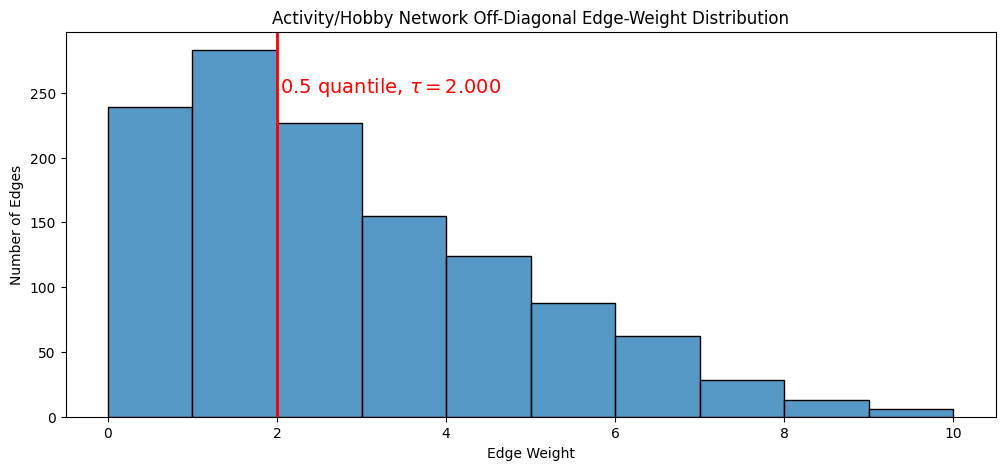 Activity/Hobby Network Off-Diagonal Edge-Weight Distribution
0.5 quantile, τ = 2.000
Number of Edges
250
200
150
100
50
0
0 2 4 6 8 10
Edge Weight